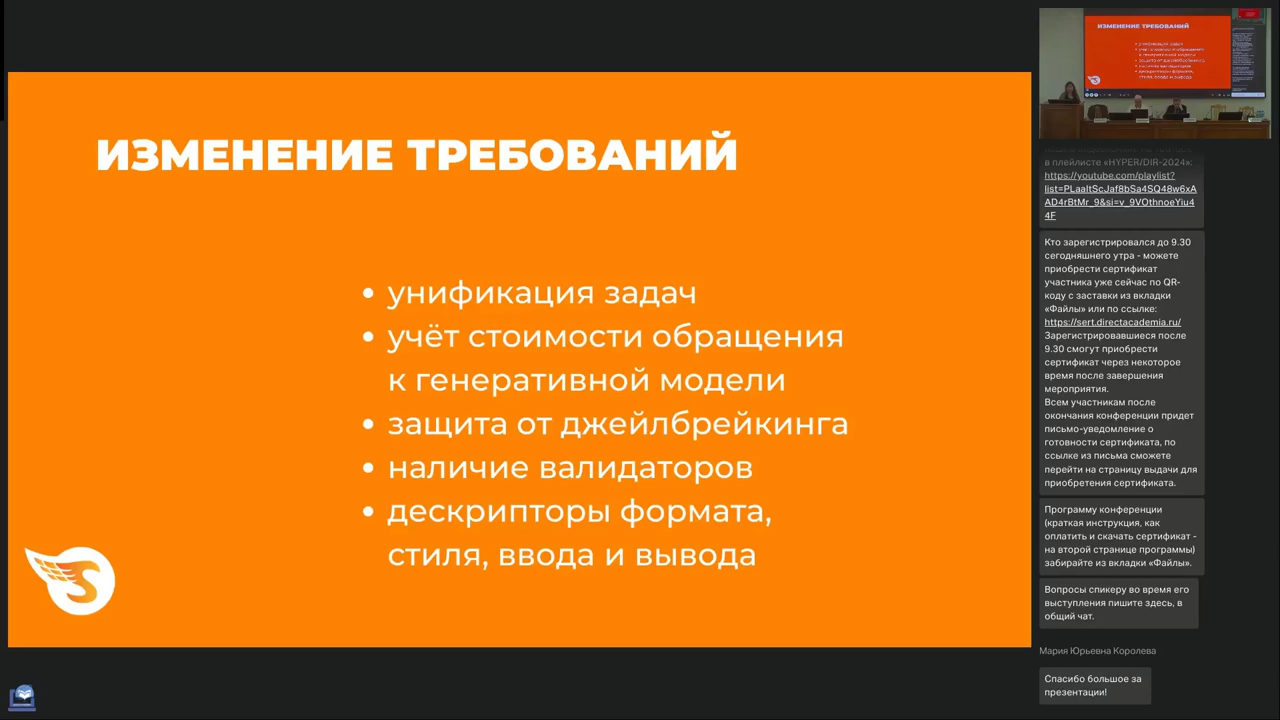 ИЗМЕНЕНИЕ ТРЕБОВАНИЙ
• унификация задач
• учёт стоимости обращения
к генеративной модели
• защита от джейлбрейкинга
• наличие валидаторов
• дескрипторы формата,
стиля, ввода и вывода
ИЗМЕНЕНИЕ ТРЕБОВАНИЙ
в плейлисте «HYPER/DIR-2024»:
https://youtube.com/playlist?
list=PLaaltScJaf8bSa4SQ48w6xA
AD4rBtMr_9&si=v_9VOthnoeYiu4
4F
Кто зарегистрировался до 9.30
сегодняшнего утра - можете
приобрести сертификат
участника уже сейчас по QR-
коду с заставки из вкладки
«Файлы» или по ссылке:
https://sert.directacademia.ru/
Зарегистрировавшиеся после
9.30 смогут приобрести
сертификат через некоторое
время после завершения
мероприятия.
Всем участникам после
окончания конференции придет
письмо-уведомление о
готовности сертификата, по
ссылке из письма сможете
перейти на страницу выдачи для
приобретения сертификата.
Программу конференции
(краткая инструкция, как
оплатить и скачать сертификат -
на второй странице программы)
забирайте из вкладки «Файлы».
Вопросы спикеру во время его
выступления пишите здесь, в
общий чат.
Мария Юрьевна Королева
Спасибо большое за
презентации!